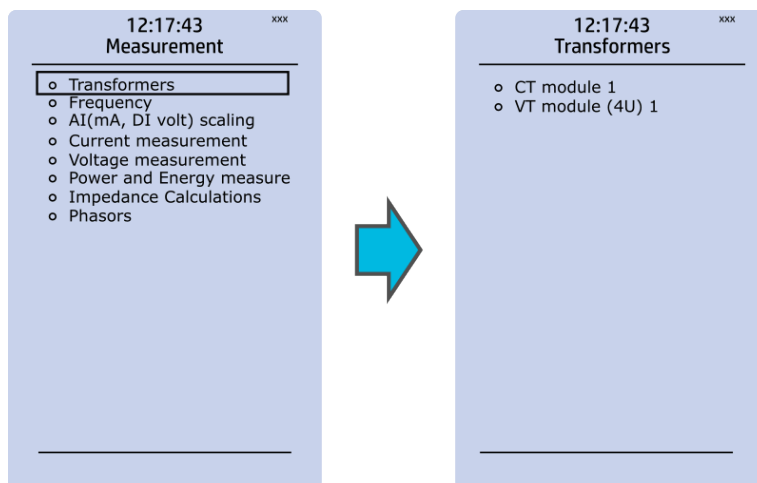 12:17:43
xxx
Measurement
Transformers
Frequency
AI(mA, DI volt) scaling
Current measurement
Voltage measurement
Power and Energy measure
Impedance Calculations
Phasors
12:17:43
xxx
Transformers
CT module 1
VT module (4U) 1